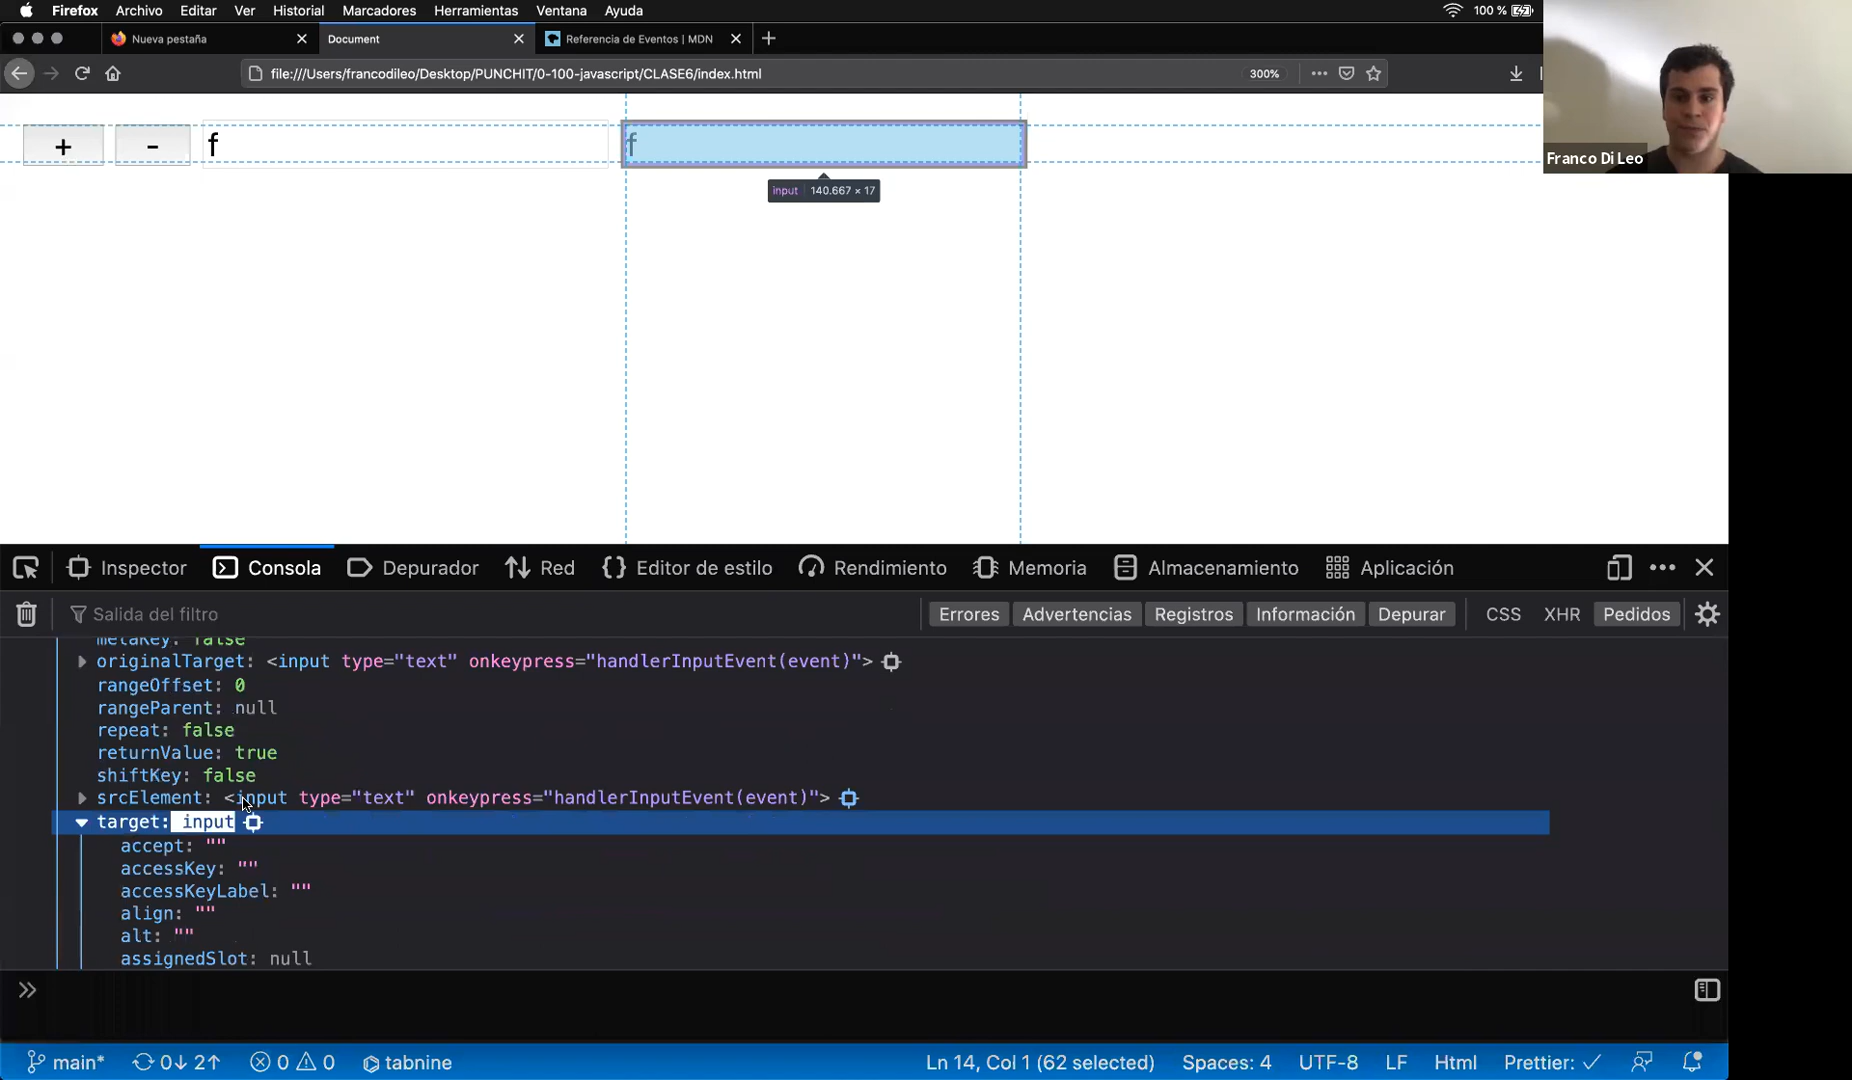 Firefox Archivo Editar Ver Historial Marcadores Herramientas Ventana Ayuda 100 %
Nueva pestaña Document Referencia de Eventos | MDN
file:///Users/francodileo/Desktop/PUNCHIT/0-100-javascript/CLASE6/index.html 300%
+ - f f
input 140.667 × 17
Franco Di Leo
Inspector Consola Depurador Red Editor de estilo Rendimiento Memoria Almacenamiento Aplicación
Salida del filtro Errores Advertencias Registros Información Depurar CSS XHR Pedidos
metaKey: false
originalTarget: <input type="text" onkeypress="handlerInputEvent(event)">
rangeOffset: 0
rangeParent: null
repeat: false
returnValue: true
shiftKey: false
srcElement: <input type="text" onkeypress="handlerInputEvent(event)">
target: input
accept: ""
accessKey: ""
accessKeyLabel: ""
align: ""
alt: ""
assignedSlot: null
>>
main* 0↓ 2↑ 0 0 tabnine Ln 14, Col 1 (62 selected) Spaces: 4 UTF-8 LF Html Prettier: ✓